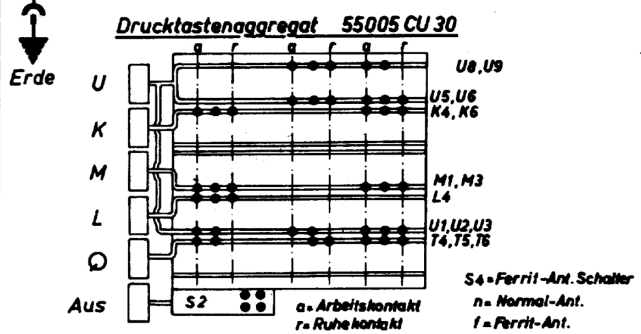 Drucktastenaggregat 55005 CU 30
Erde
a r a r a r
U
U8, U9
U5, U6
K
K4, K6
M
M1, M3
L
L4
U1, U2, U3
Q
T4, T5, T6
Aus
S2
a = Arbeitskontakt
r = Ruhekontakt
S4 = Ferrit-Ant. Schalter
n = Normal-Ant.
f = Ferrit-Ant.